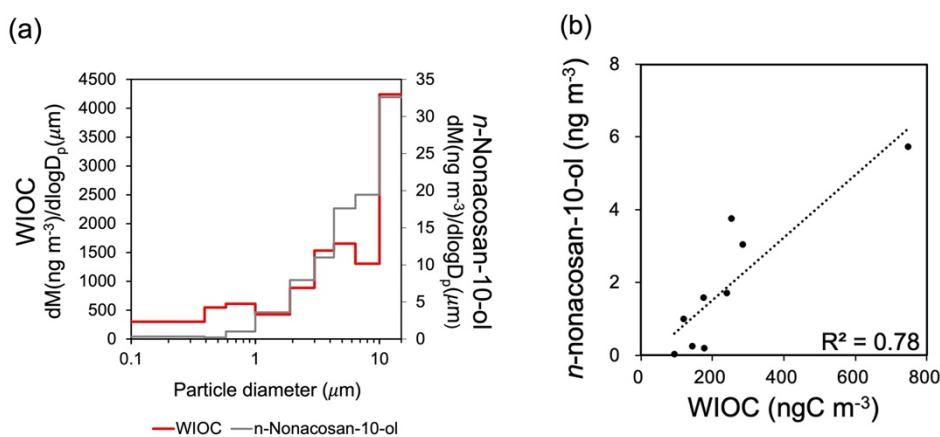 (a)
WIOC
dM(ng m⁻³)/dlogDₚ(μm)
4500
4000
3500
3000
2500
2000
1500
1000
500
0
35
30
25
20
15
10
5
0
n-Nonacosan-10-ol
dM(ng m⁻³)/dlogDₚ(μm)
0.1
1
10
Particle diameter (μm)
WIOC
n-Nonacosan-10-ol
(b)
n-nonacosan-10-ol (ng m⁻³)
8
6
4
2
0
R² = 0.78
0
200
400
600
800
WIOC (ngC m⁻³)